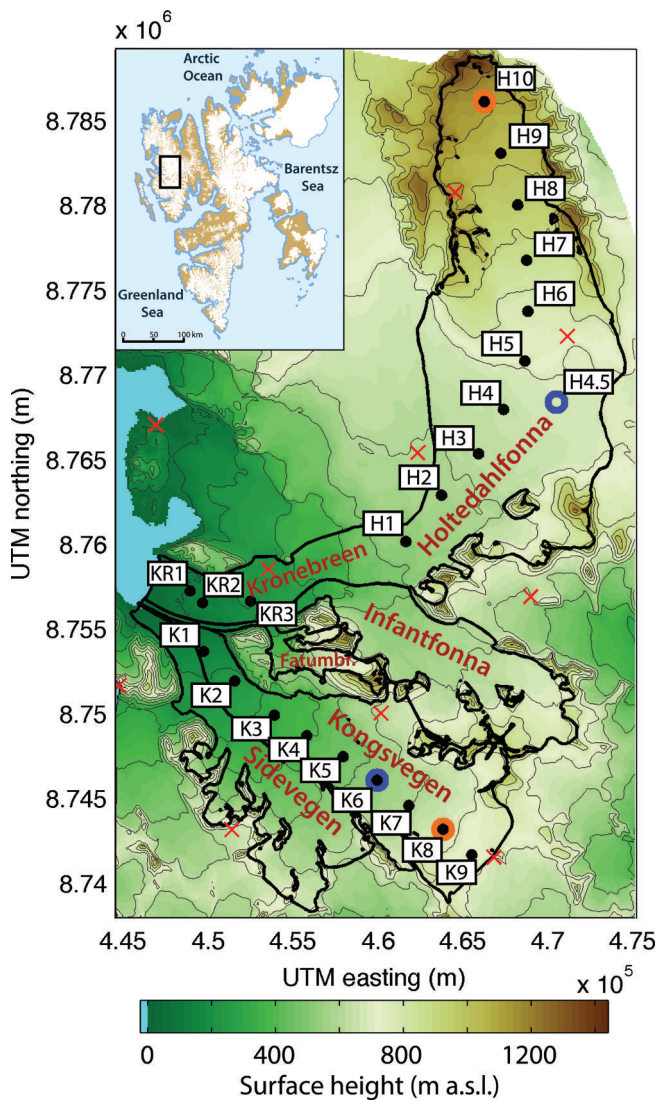 x 10⁶
Arctic
Ocean
Barentsz
Sea
Greenland
Sea
0 50 100 km
8.785
8.78
8.775
8.77
8.765
8.76
8.755
8.75
8.745
8.74
UTM northing (m)
H10
H9
H8
H7
H6
H5
H4.5
H4
H3
H2
H1
Holtedahlfonna
Kronebreen
KR1
KR2
KR3
Infantfonna
Fatumbr.
K1
K2
K3
K4
K5
K6
K7
K8
K9
Kongsvegen
Sidevegen
4.45 4.5 4.55 4.6 4.65 4.7 4.75
UTM easting (m)
x 10⁵
0 400 800 1200
Surface height (m a.s.l.)